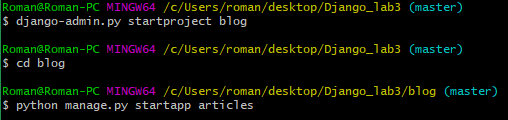 Roman@Roman-PC MINGW64 /c/Users/roman/desktop/Django_lab3 (master)
$ django-admin.py startproject blog
Roman@Roman-PC MINGW64 /c/Users/roman/desktop/Django_lab3 (master)
$ cd blog
Roman@Roman-PC MINGW64 /c/Users/roman/desktop/Django_lab3/blog (master)
$ python manage.py startapp articles